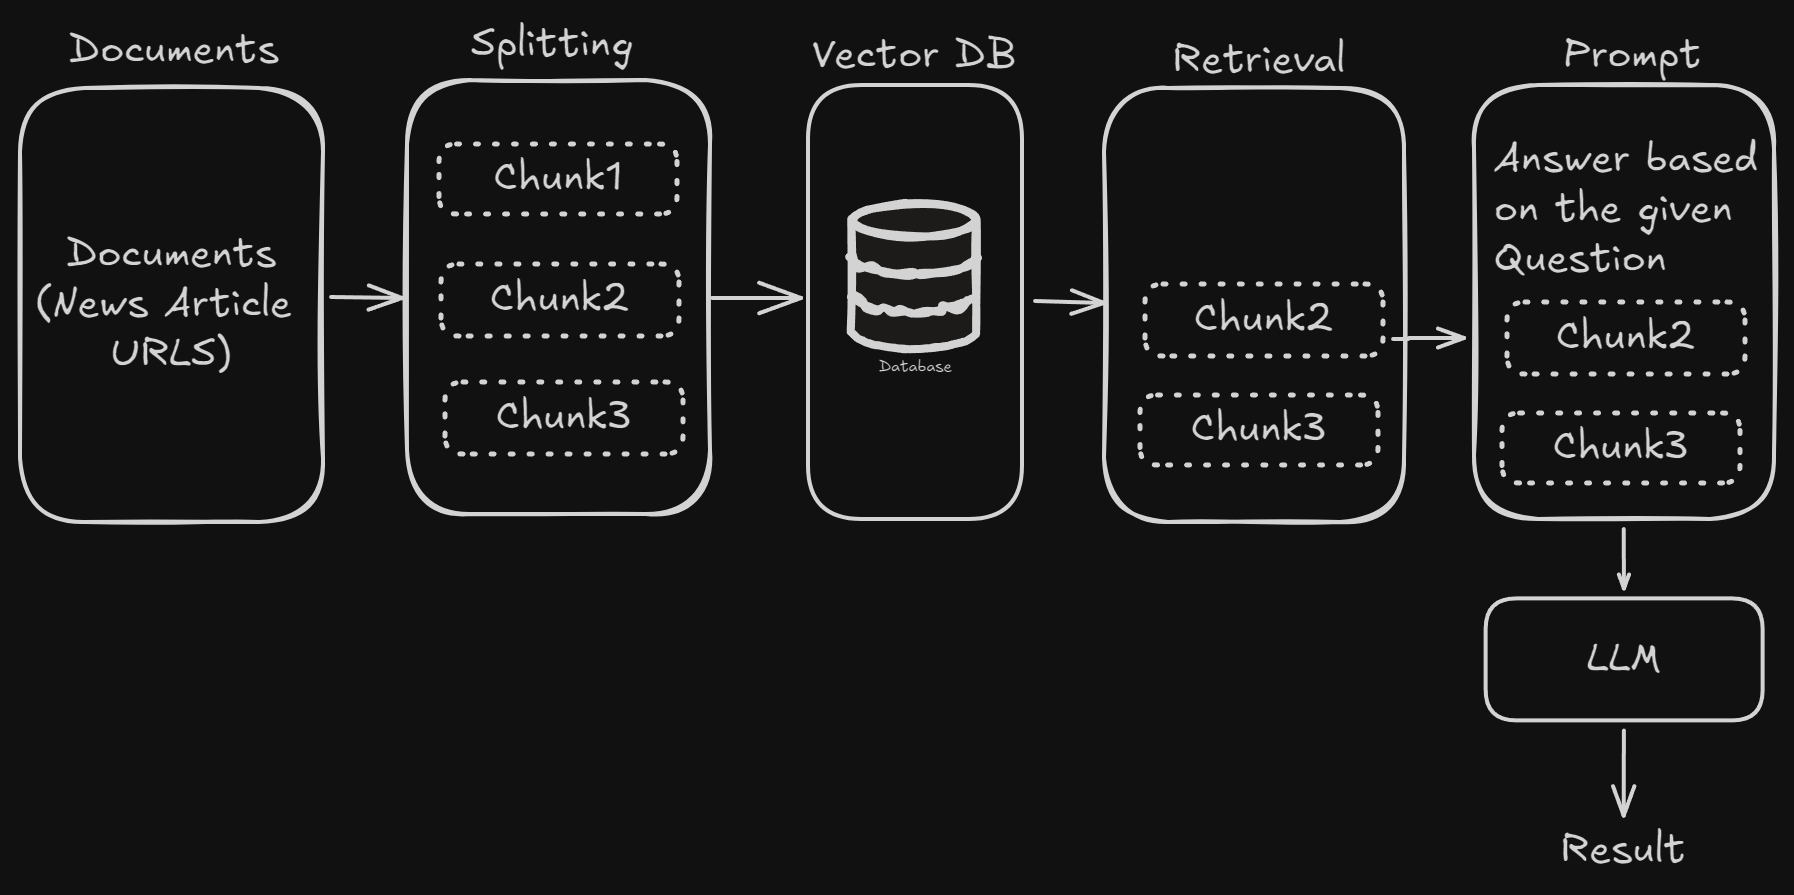 Documents
Splitting
Vector DB
Retrieval
Prompt
Documents
(News Article
URLS)
Chunk1
Chunk2
Chunk3
Database
Chunk2
Chunk3
Answer based
on the given
Question
Chunk2
Chunk3
LLM
Result